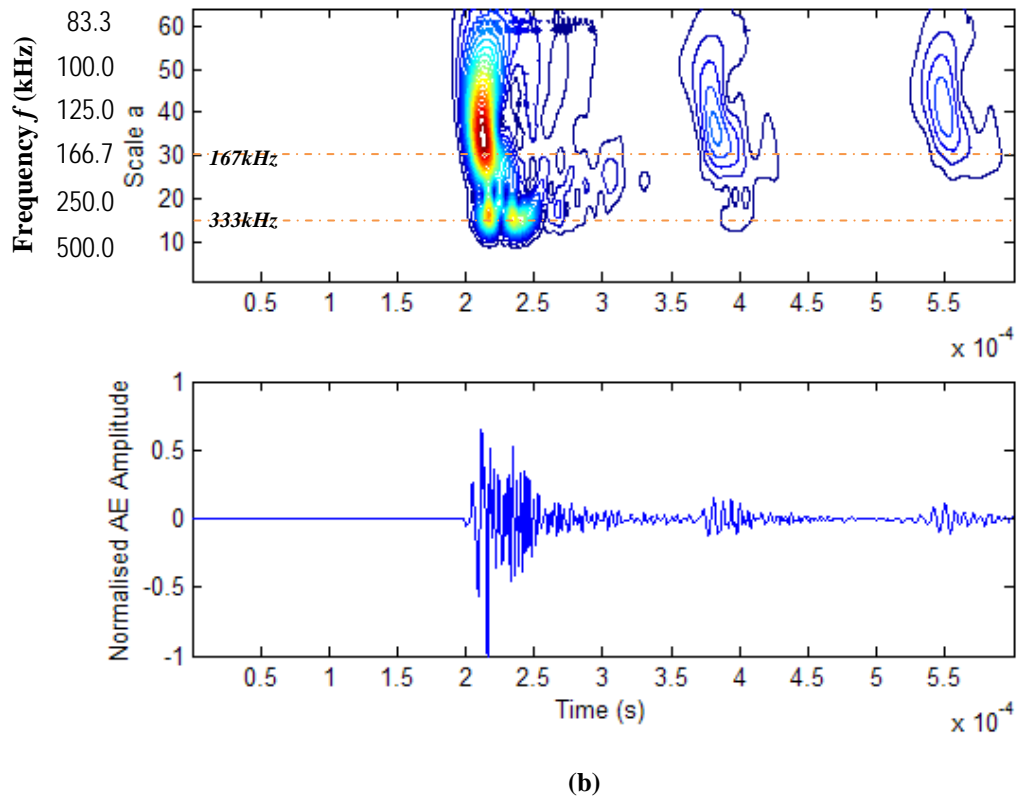 Frequency f (kHz)
83.3
100.0
125.0
166.7
250.0
500.0
Scale a
60
50
40
30
20
10
167kHz
333kHz
0.5 1 1.5 2 2.5 3 3.5 4 4.5 5 5.5
x 10-4
Normalised AE Amplitude
1
0.5
0
-0.5
-1
0.5 1 1.5 2 2.5 3 3.5 4 4.5 5 5.5
Time (s)
x 10-4
(b)